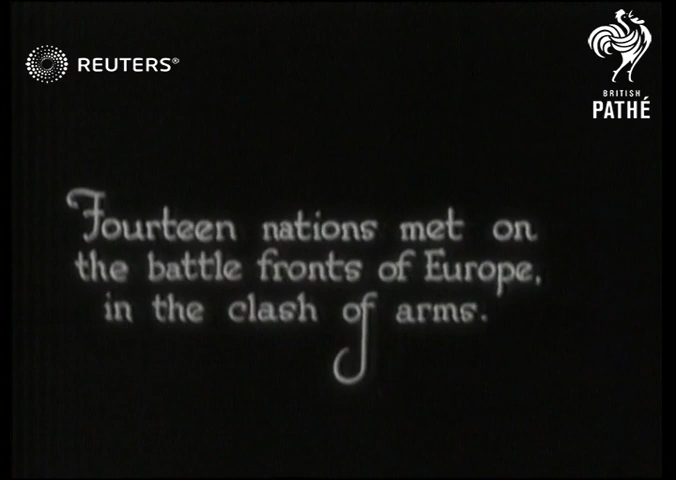 REUTERS®
BRITISH
PATHÉ
Fourteen nations met on
the battle fronts of Europe,
in the clash of arms.